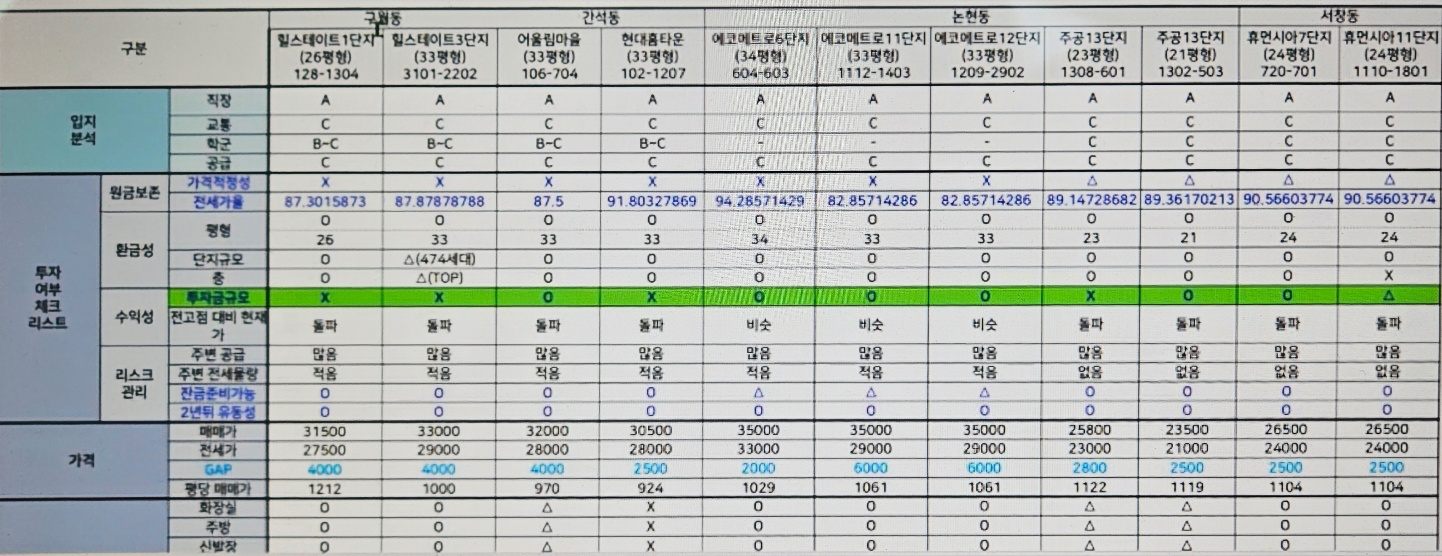 구분 구월동 간석동 논현동 서창동
힐스테이트1단지 힐스테이트3단지 어울림마을 현대홈타운 에코메트로6단지 에코메트로11단지 에코메트로12단지 주공13단지 주공13단지 휴먼시아7단지 휴먼시아11단지
(26평형) (33평형) (33평형) (33평형) (34평형) (33평형) (33평형) (23평형) (21평형) (24평형) (24평형)
128-1304 3101-2202 106-704 102-1207 604-603 1112-1403 1209-2902 1308-601 1302-503 720-701 1110-1801
입지 분석
직장 A A A A A A A A A A A
교통 C C C C C C C C C C C
학군 B-C B-C B-C B-C - - - C C C C
공급 C C C C C C C C C C C
투자 여부 체크 리스트
원금보존
가격적정성 X X X X X X X △ △ △ △
전세가율 87.3015873 87.87878788 87.5 91.80327869 94.28571429 82.85714286 82.85714286 89.14728682 89.36170213 90.56603774 90.56603774
환금성
평형 O O O O O O O O O O O
26 33 33 33 34 33 33 23 21 24 24
단지규모 O △(474세대) O O O O O O O O O
층 O △(TOP) O O O O O O O O X
수익성
투자금규모 X X O X O O O X O O △
전고점 대비 현재가 돌파 돌파 돌파 돌파 비슷 비슷 비슷 돌파 돌파 돌파 돌파
리스크 관리
주변 공급 많음 많음 많음 많음 많음 많음 많음 많음 많음 많음 많음
주변 전세물량 적음 적음 적음 적음 적음 적음 적음 없음 없음 없음 없음
잔금준비가능 O O O O △ △ △ O O O O
2년뒤 유동성 O O O O O O O O O O O
가격
매매가 31500 33000 32000 30500 35000 35000 35000 25800 23500 26500 26500
전세가 27500 29000 28000 28000 33000 29000 29000 23000 21000 24000 24000
GAP 4000 4000 4000 2500 2000 6000 6000 2800 2500 2500 2500
평당 매매가 1212 1000 970 924 1029 1061 1061 1122 1119 1104 1104
화장실 O O △ X O O O △ △ O O
주방 O O △ X O O O △ △ O O
신발장 O O △ X O O O △ △ O O